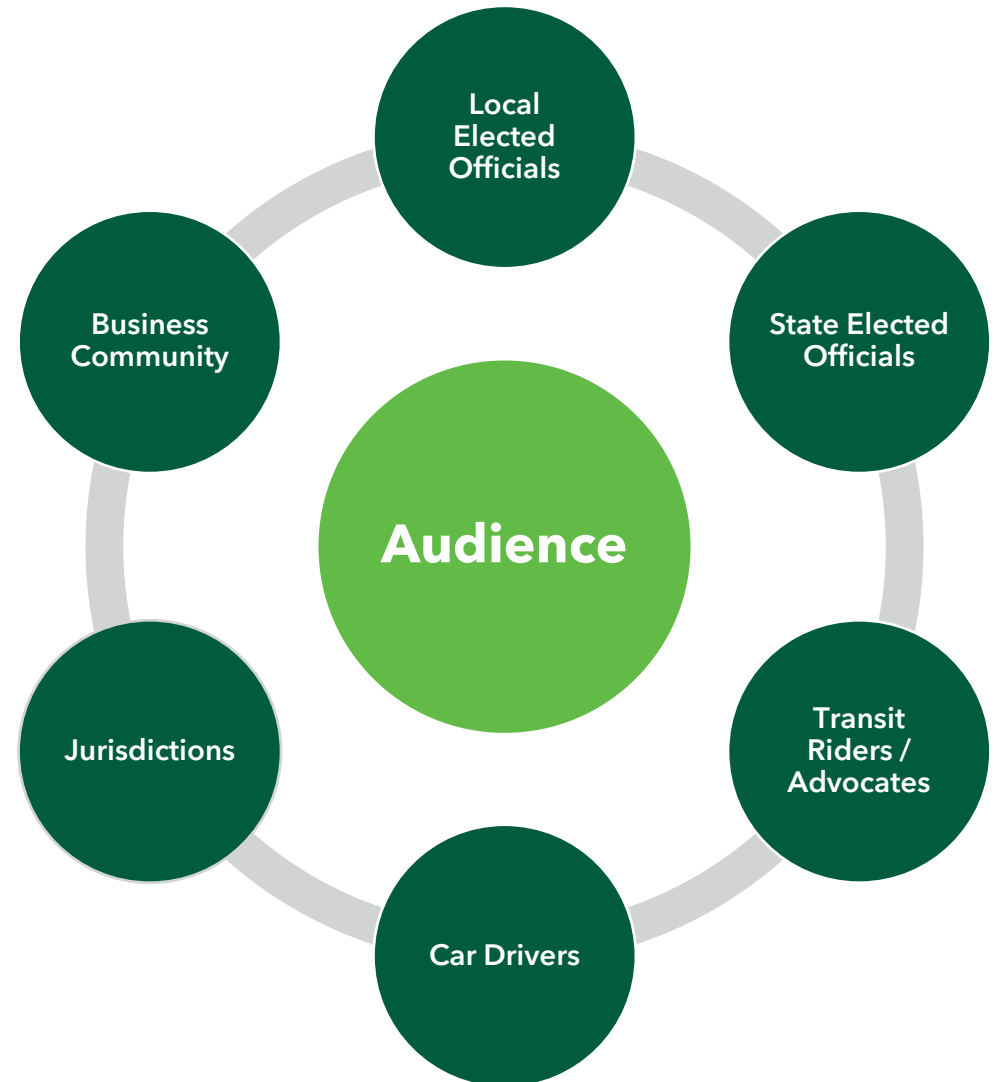 Local
Elected
Officials
State Elected
Officials
Transit
Riders /
Advocates
Car Drivers
Jurisdictions
Business
Community
Audience